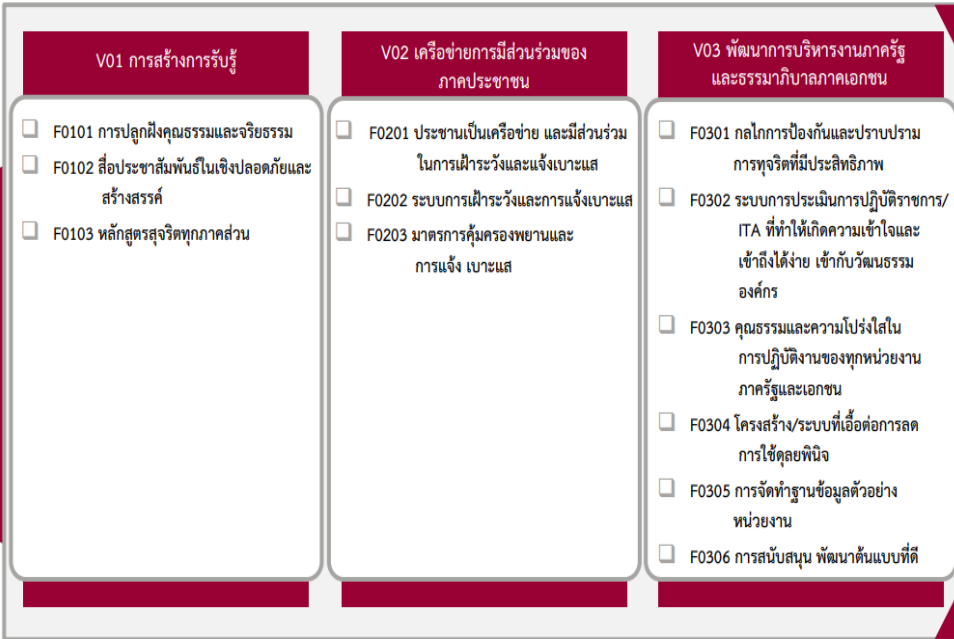 V01 การสร้างการรับรู้
F0101 การปลูกฝังคุณธรรมและจริยธรรม
F0102 สื่อประชาสัมพันธ์ในเชิงปลอดภัยและ
สร้างสรรค์
F0103 หลักสูตรสุจริตทุกภาคส่วน
V02 เครือข่ายการมีส่วนร่วมของ
ภาคประชาชน
F0201 ประชานเป็นเครือข่าย และมีส่วนร่วม
ในการเฝ้าระวังและแจ้งเบาะแส
F0202 ระบบการเฝ้าระวังและการแจ้งเบาะแส
F0203 มาตรการคุ้มครองพยานและ
การแจ้ง เบาะแส
V03 พัฒนาการบริหารงานภาครัฐ
และธรรมาภิบาลภาคเอกชน
F0301 กลไกการป้องกันและปราบปราม
การทุจริตที่มีประสิทธิภาพ
F0302 ระบบการประเมินการปฏิบัติราชการ/
ITA ที่ทำให้เกิดความเข้าใจและ
เข้าถึงได้ง่าย เข้ากับวัฒนธรรม
องค์กร
F0303 คุณธรรมและความโปร่งใสใน
การปฏิบัติงานของทุกหน่วยงาน
ภาครัฐและเอกชน
F0304 โครงสร้าง/ระบบที่เอื้อต่อการลด
การใช้ดุลยพินิจ
F0305 การจัดทำฐานข้อมูลตัวอย่าง
หน่วยงาน
F0306 การสนับสนุน พัฒนาต้นแบบที่ดี